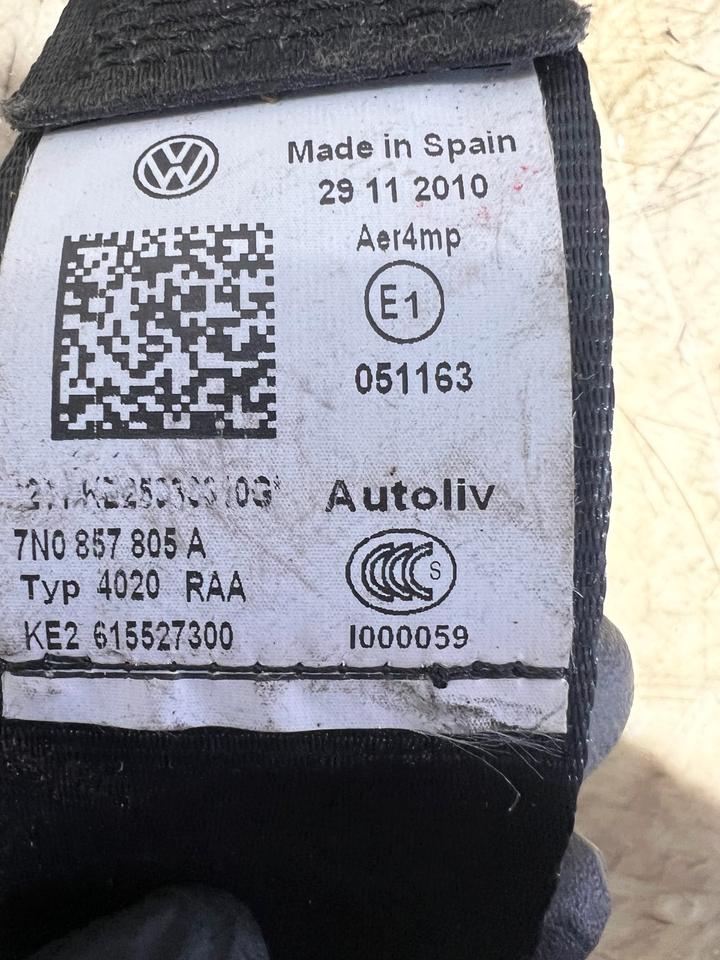 Made in Spain
29 11 2010
Aer4mp
E1
051163
Autoliv
7N0 857 805 A
Typ 4020 RAA
KE2 615527300
S
I000059